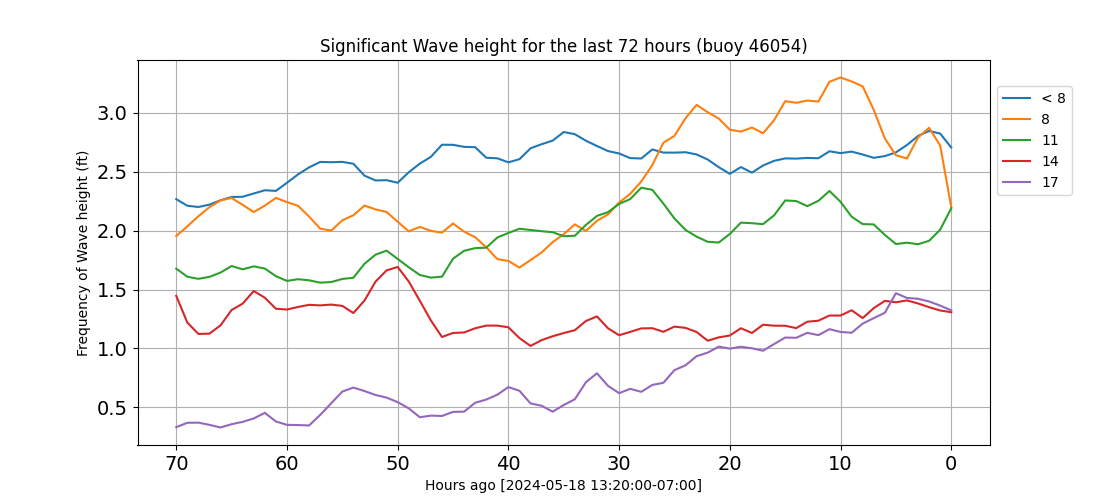 Significant Wave height for the last 72 hours (buoy 46054)
Frequency of Wave height (ft)
3.0
2.5
2.0
1.5
1.0
0.5
70 60 50 40 30 20 10 0
Hours ago [2024-05-18 13:20:00-07:00]
< 8
8
11
14
17